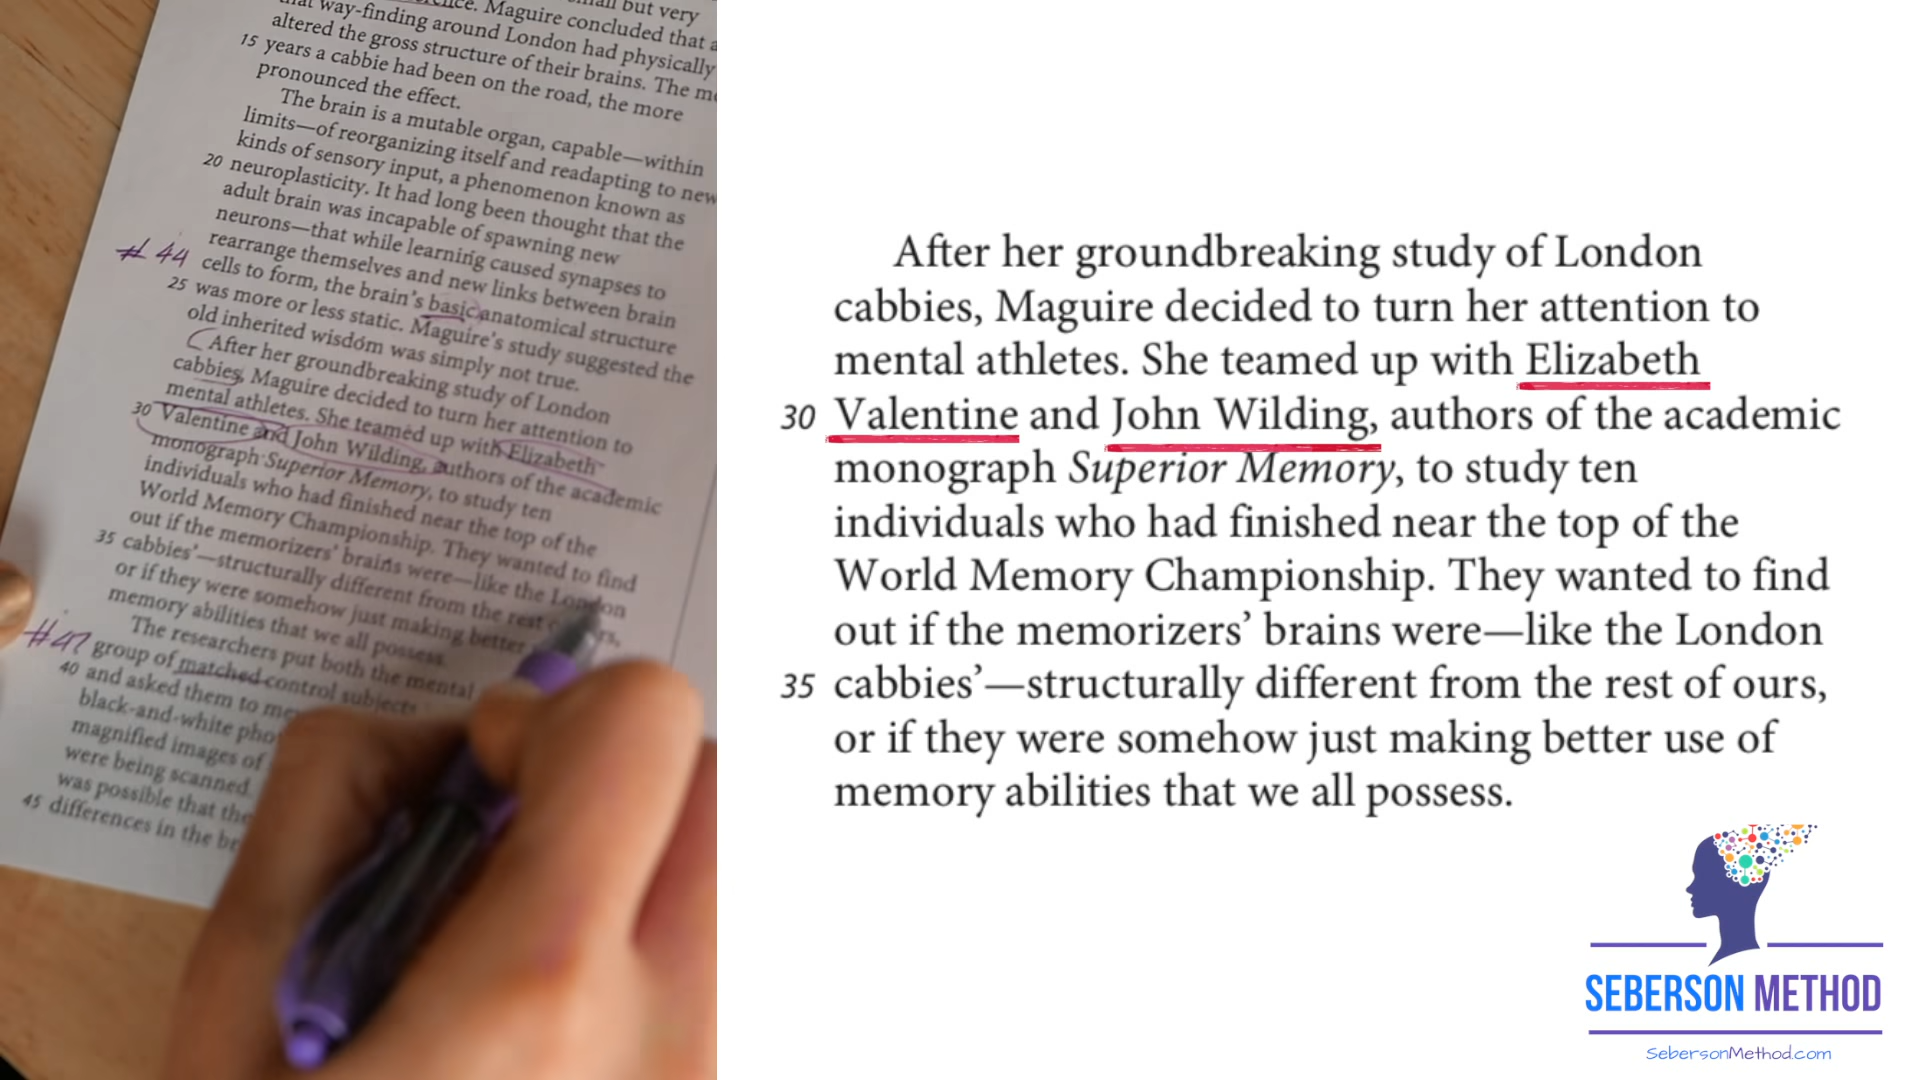 small but very
Maguire concluded that a
that way-finding around London had physically
altered the gross structure of their brains. The mo
15 years a cabbie had been on the road, the more
pronounced the effect.
The brain is a mutable organ, capable—within
limits—of reorganizing itself and readapting to new
kinds of sensory input, a phenomenon known as
20 neuroplasticity. It had long been thought that the
adult brain was incapable of spawning new
neurons—that while learning caused synapses to
# 44
rearrange themselves and new links between brain
cells to form, the brain's basic anatomical structure
25 was more or less static. Maguire's study suggested the
old inherited wisdom was simply not true.
After her groundbreaking study of London
cabbies, Maguire decided to turn her attention to
mental athletes. She teamed up with Elizabeth
30 Valentine and John Wilding, authors of the academic
monograph Superior Memory, to study ten
individuals who had finished near the top of the
World Memory Championship. They wanted to find
out if the memorizers' brains were—like the London
35 cabbies'—structurally different from the rest
or if they were somehow just making better
memory abilities that we all possess.
The researchers put both the mental
#47
group of matched control subjects
40 and asked them to
black-and-white
magnified images of
were being scanned.
was possible that the
45 differences in the br
After her groundbreaking study of London
cabbies, Maguire decided to turn her attention to
mental athletes. She teamed up with Elizabeth
30 Valentine and John Wilding, authors of the academic
monograph Superior Memory, to study ten
individuals who had finished near the top of the
World Memory Championship. They wanted to find
out if the memorizers’ brains were—like the London
35 cabbies’—structurally different from the rest of ours,
or if they were somehow just making better use of
memory abilities that we all possess.
SEBERSON METHOD
SebersonMethod.com